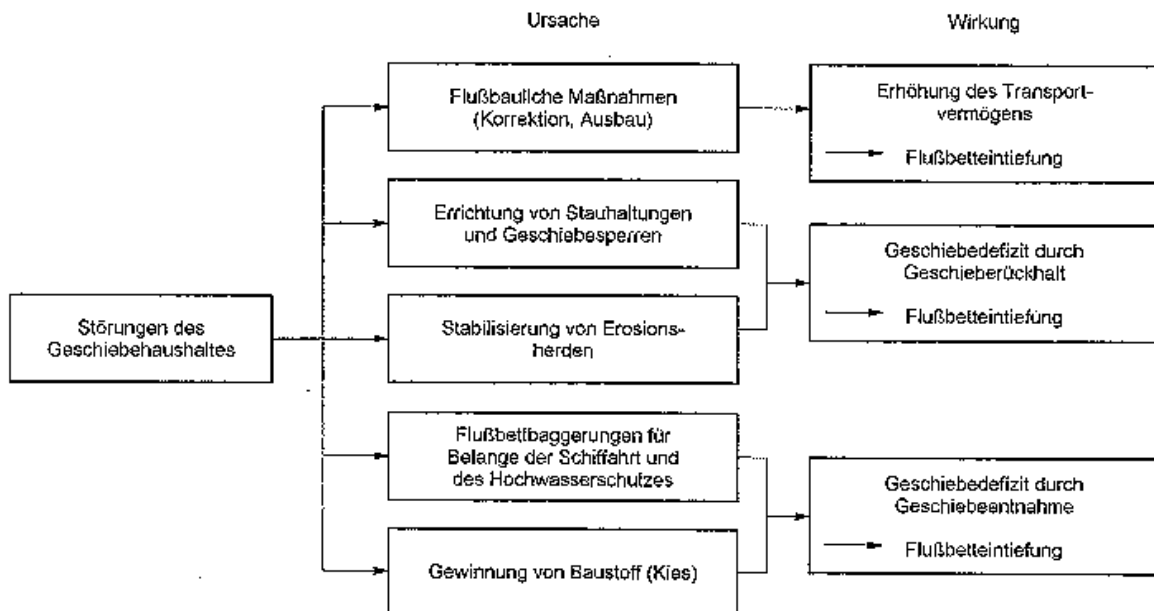 Ursache
Wirkung
Flußbauliche Maßnahmen
(Korrektion, Ausbau)
Erhöhung des Transport-
vermögens
Flußbetteintiefung
Errichtung von Stauhaltungen
und Geschiebesperren
Geschiebedefizit durch
Geschieberückhalt
Flußbetteintiefung
Störungen des
Geschiebehaushaltes
Stabilisierung von Erosions-
herden
Flußbettbaggerungen für
Belange der Schiffahrt und
des Hochwasserschutzes
Geschiebedefizit durch
Geschiebeentnahme
Flußbetteintiefung
Gewinnung von Baustoff (Kies)